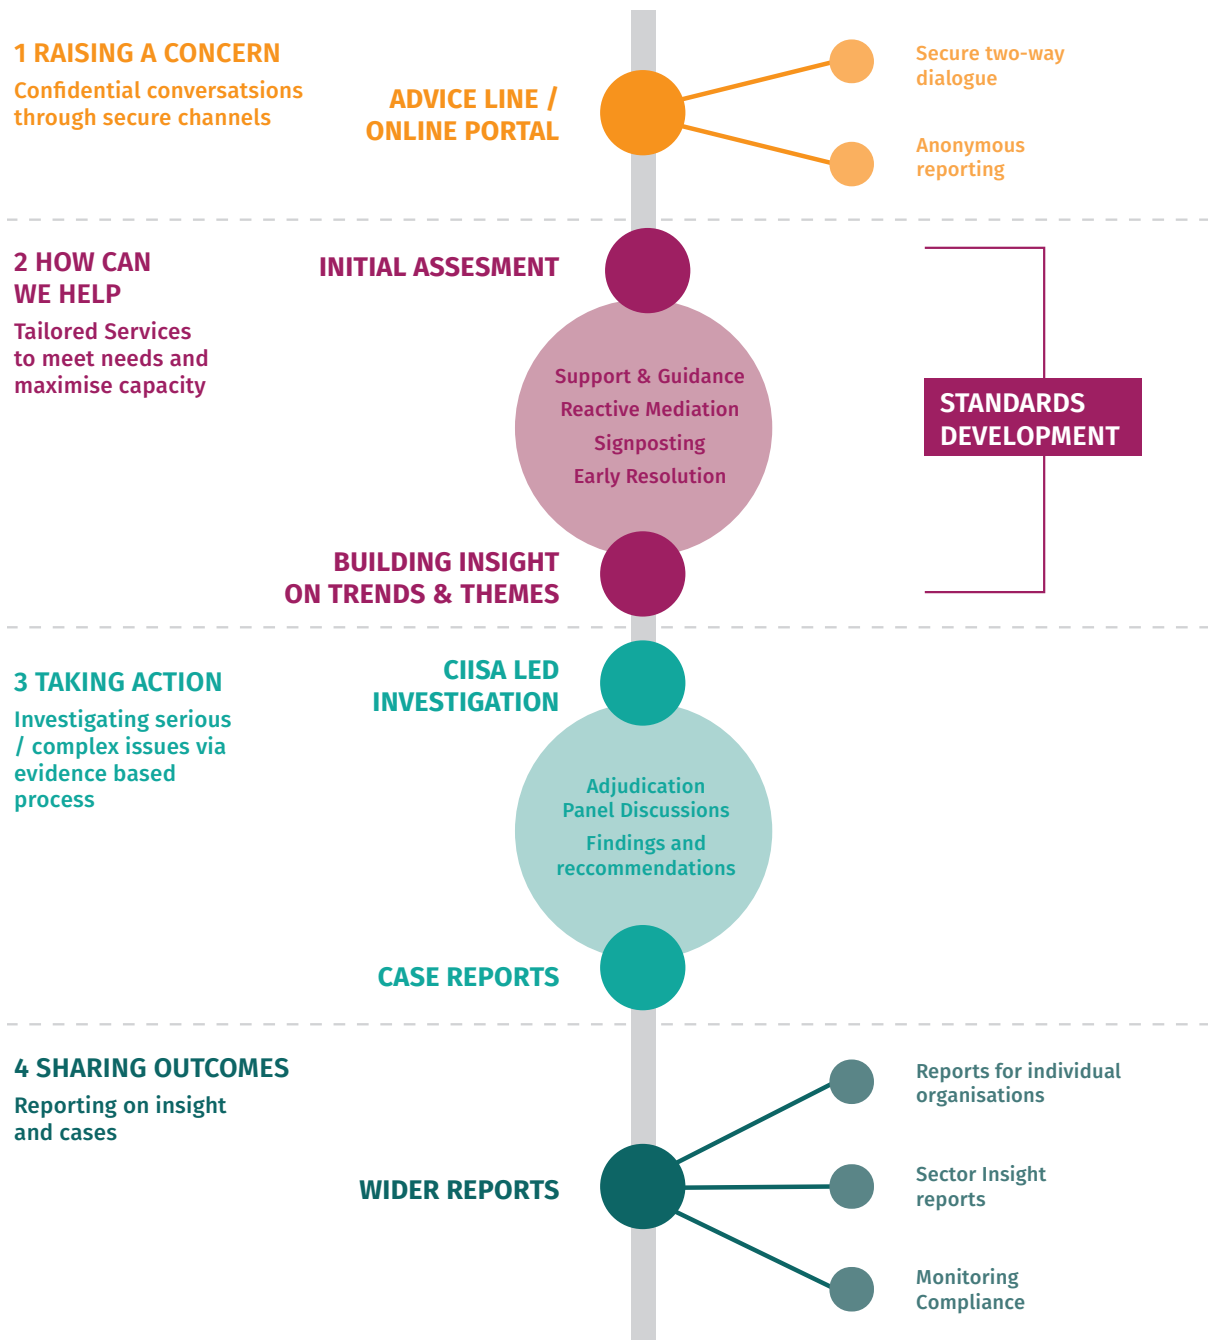 1 RAISING A CONCERN
Confidential conversatsions
through secure channels
ADVICE LINE /
ONLINE PORTAL
Secure two-way
dialogue
Anonymous
reporting
2 HOW CAN
WE HELP
Tailored Services
to meet needs and
maximise capacity
INITIAL ASSESMENT
Support & Guidance
Reactive Mediation
Signposting
Early Resolution
BUILDING INSIGHT
ON TRENDS & THEMES
STANDARDS
DEVELOPMENT
3 TAKING ACTION
Investigating serious
/ complex issues via
evidence based
process
CIISA LED
INVESTIGATION
Adjudication
Panel Discussions
Findings and
reccommendations
CASE REPORTS
4 SHARING OUTCOMES
Reporting on insight
and cases
WIDER REPORTS
Reports for individual
organisations
Sector Insight
reports
Monitoring
Compliance